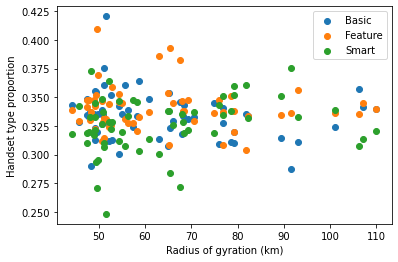 0.425
0.400
0.375
0.350
0.325
0.300
0.275
0.250
Handset type proportion
Basic
Feature
Smart
50 60 70 80 90 100 110
Radius of gyration (km)